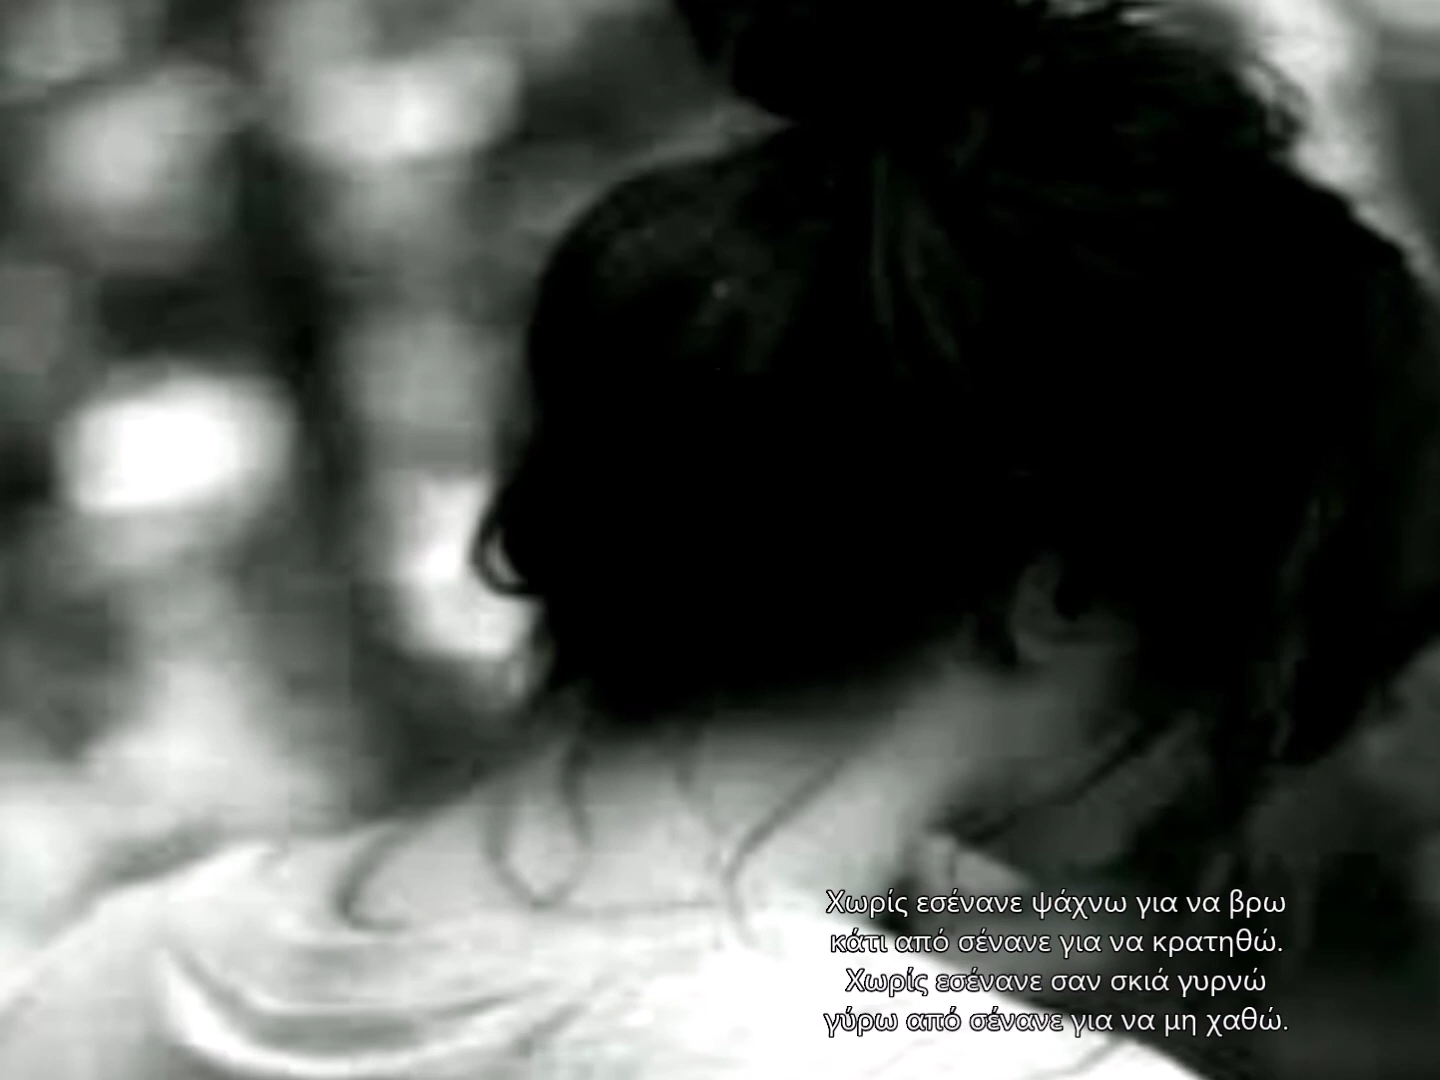 Χωρίς εσένανε ψάχνω για να βρω
κάτι από σένανε για να κρατηθώ.
Χωρίς εσένανε σαν σκιά γυρνώ
γύρω από σένανε για να μη χαθώ.